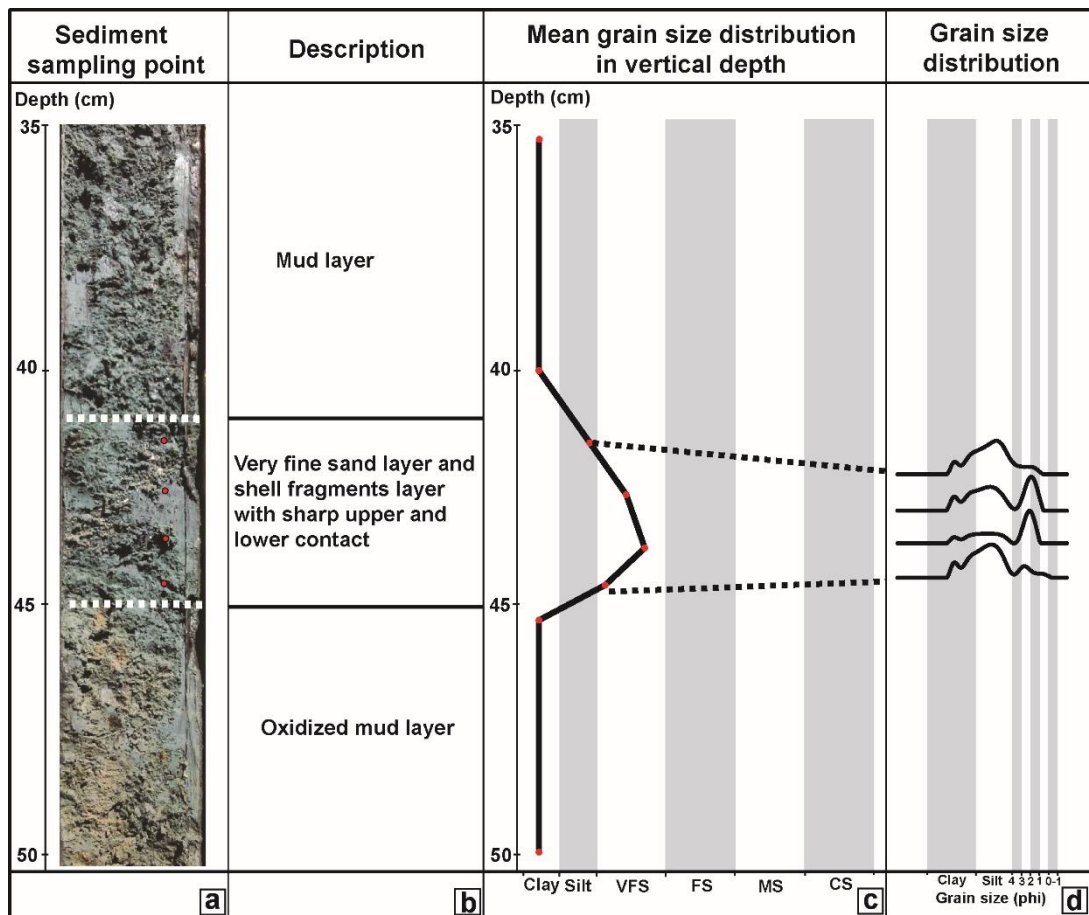 Sediment
sampling point
Description
Mean grain size distribution
in vertical depth
Grain size
distribution
Depth (cm)
35
40
45
50
a
Mud layer
Very fine sand layer and
shell fragments layer
with sharp upper and
lower contact
Oxidized mud layer
b
Depth (cm)
35
40
45
50
Clay Silt VFS FS MS CS
c
Clay Silt 4 3 2 1 0-1
Grain size (phi)
d